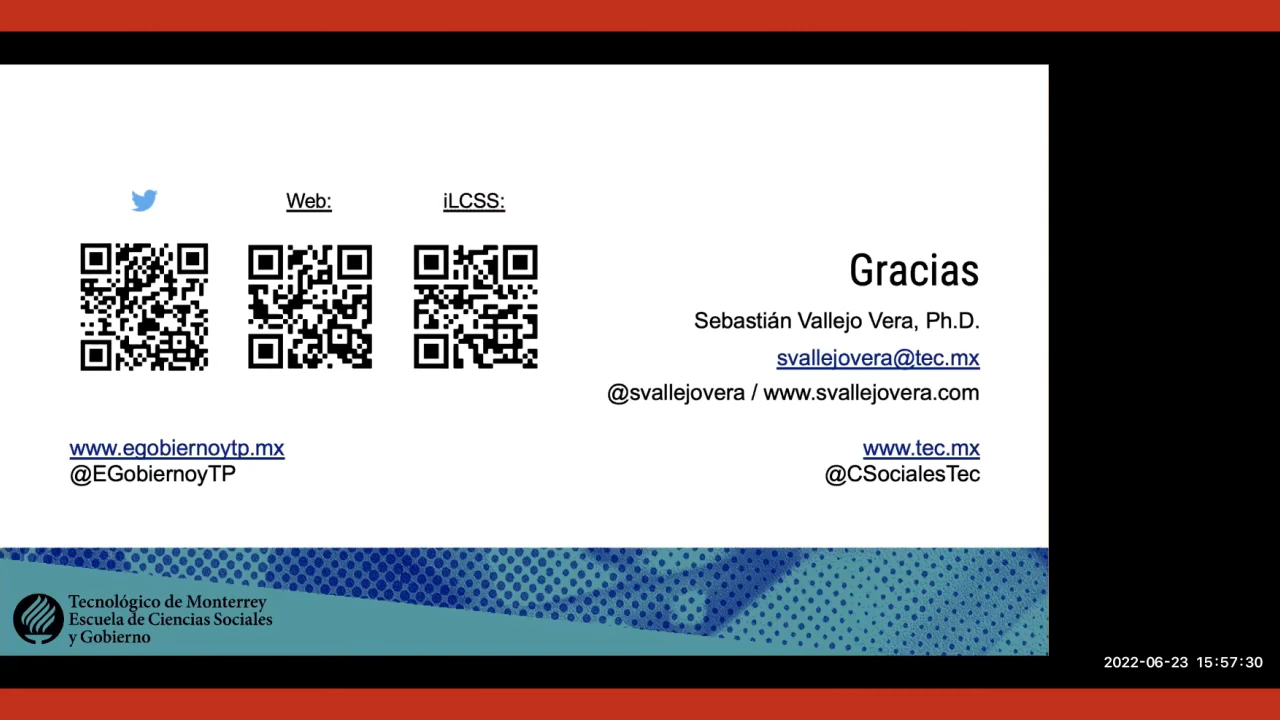 Web:
iLCSS:
Gracias
Sebastián Vallejo Vera, Ph.D.
svallejovera@tec.mx
@svallejovera / www.svallejovera.com
www.egobiernoytp.mx
@EGobiernoyTP
www.tec.mx
@CSocialesTec
Tecnológico de Monterrey
Escuela de Ciencias Sociales
y Gobierno
2022-06-23 15:57:30